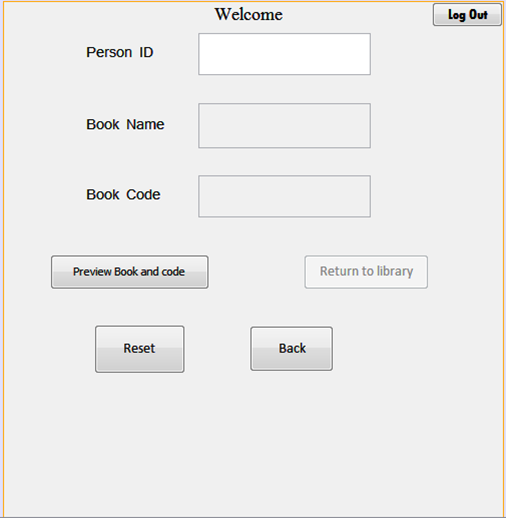 Welcome
Log Out
Person ID
Book Name
Book Code
Preview Book and code
Return to library
Reset
Back